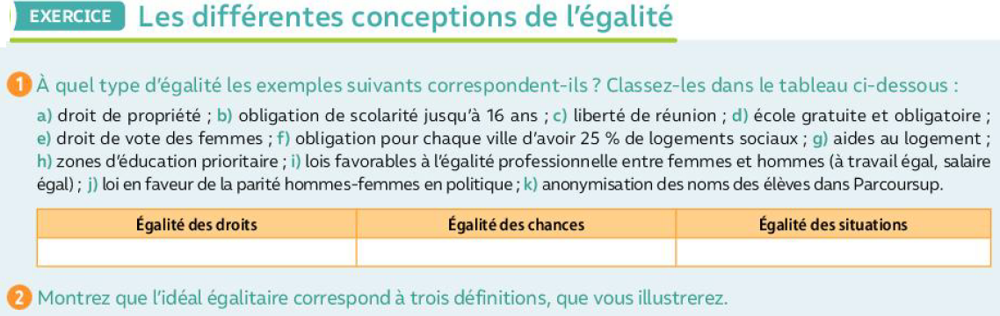 EXERCICE Les différentes conceptions de l'égalité
1 À quel type d'égalité les exemples suivants correspondent-ils ? Classez-les dans le tableau ci-dessous :
a) droit de propriété ; b) obligation de scolarité jusqu'à 16 ans ; c) liberté de réunion ; d) école gratuite et obligatoire ;
e) droit de vote des femmes ; f) obligation pour chaque ville d'avoir 25 % de logements sociaux ; g) aides au logement ;
h) zones d'éducation prioritaire ; i) lois favorables à l'égalité professionnelle entre femmes et hommes (à travail égal, salaire
égal) ; j) loi en faveur de la parité hommes-femmes en politique ; k) anonymisation des noms des élèves dans Parcoursup.
Égalité des droits Égalité des chances Égalité des situations
2 Montrez que l'idéal égalitaire correspond à trois définitions, que vous illustrerez.